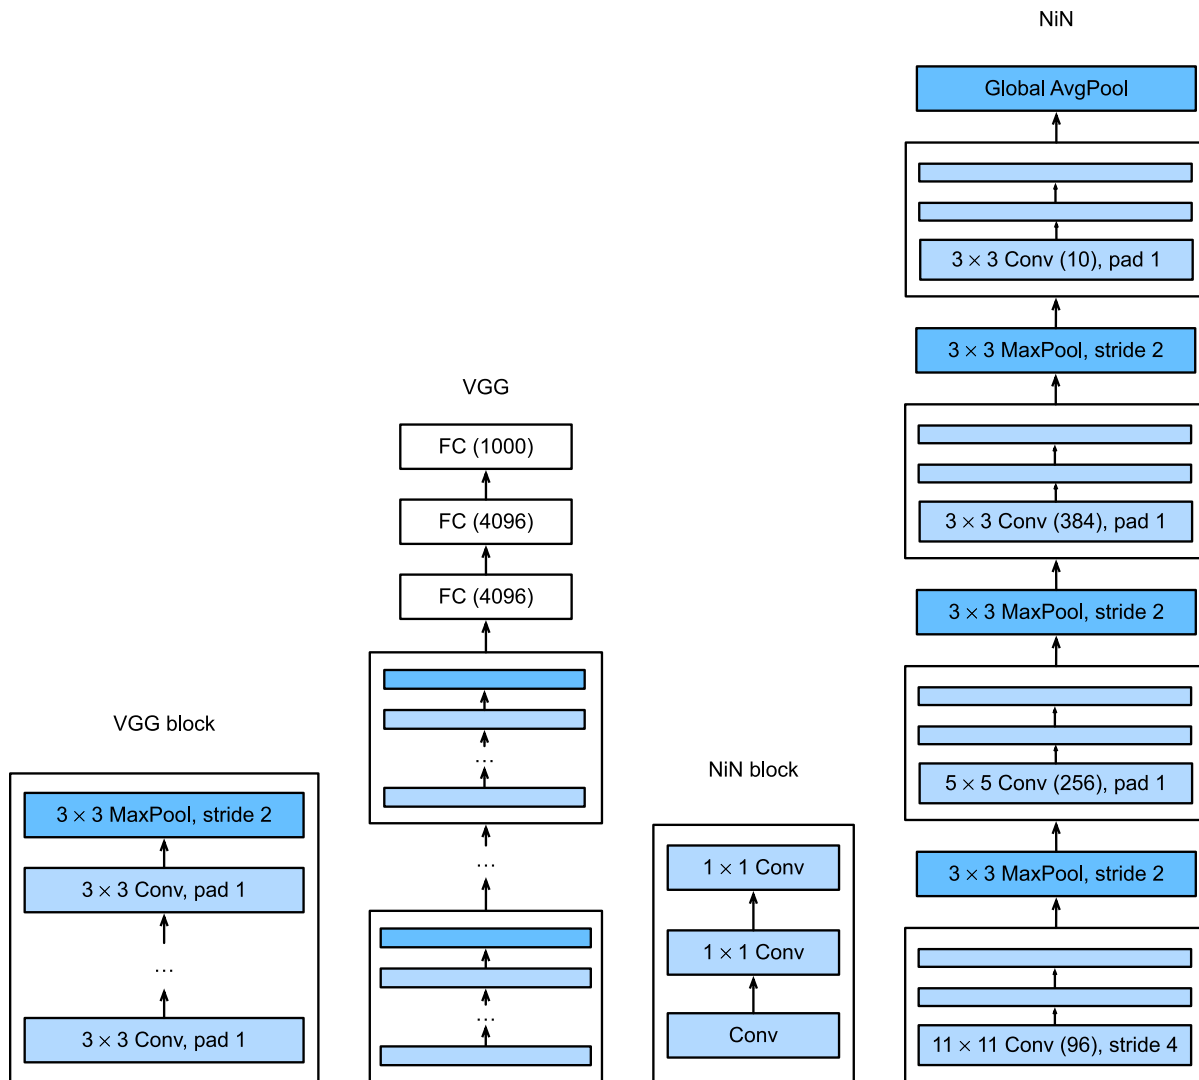 VGG block
3 × 3 MaxPool, stride 2
3 × 3 Conv, pad 1
...
3 × 3 Conv, pad 1
VGG
FC (1000)
FC (4096)
FC (4096)
...
...
...
NiN block
1 × 1 Conv
1 × 1 Conv
Conv
NiN
Global AvgPool
3 × 3 Conv (10), pad 1
3 × 3 MaxPool, stride 2
3 × 3 Conv (384), pad 1
3 × 3 MaxPool, stride 2
5 × 5 Conv (256), pad 1
3 × 3 MaxPool, stride 2
11 × 11 Conv (96), stride 4